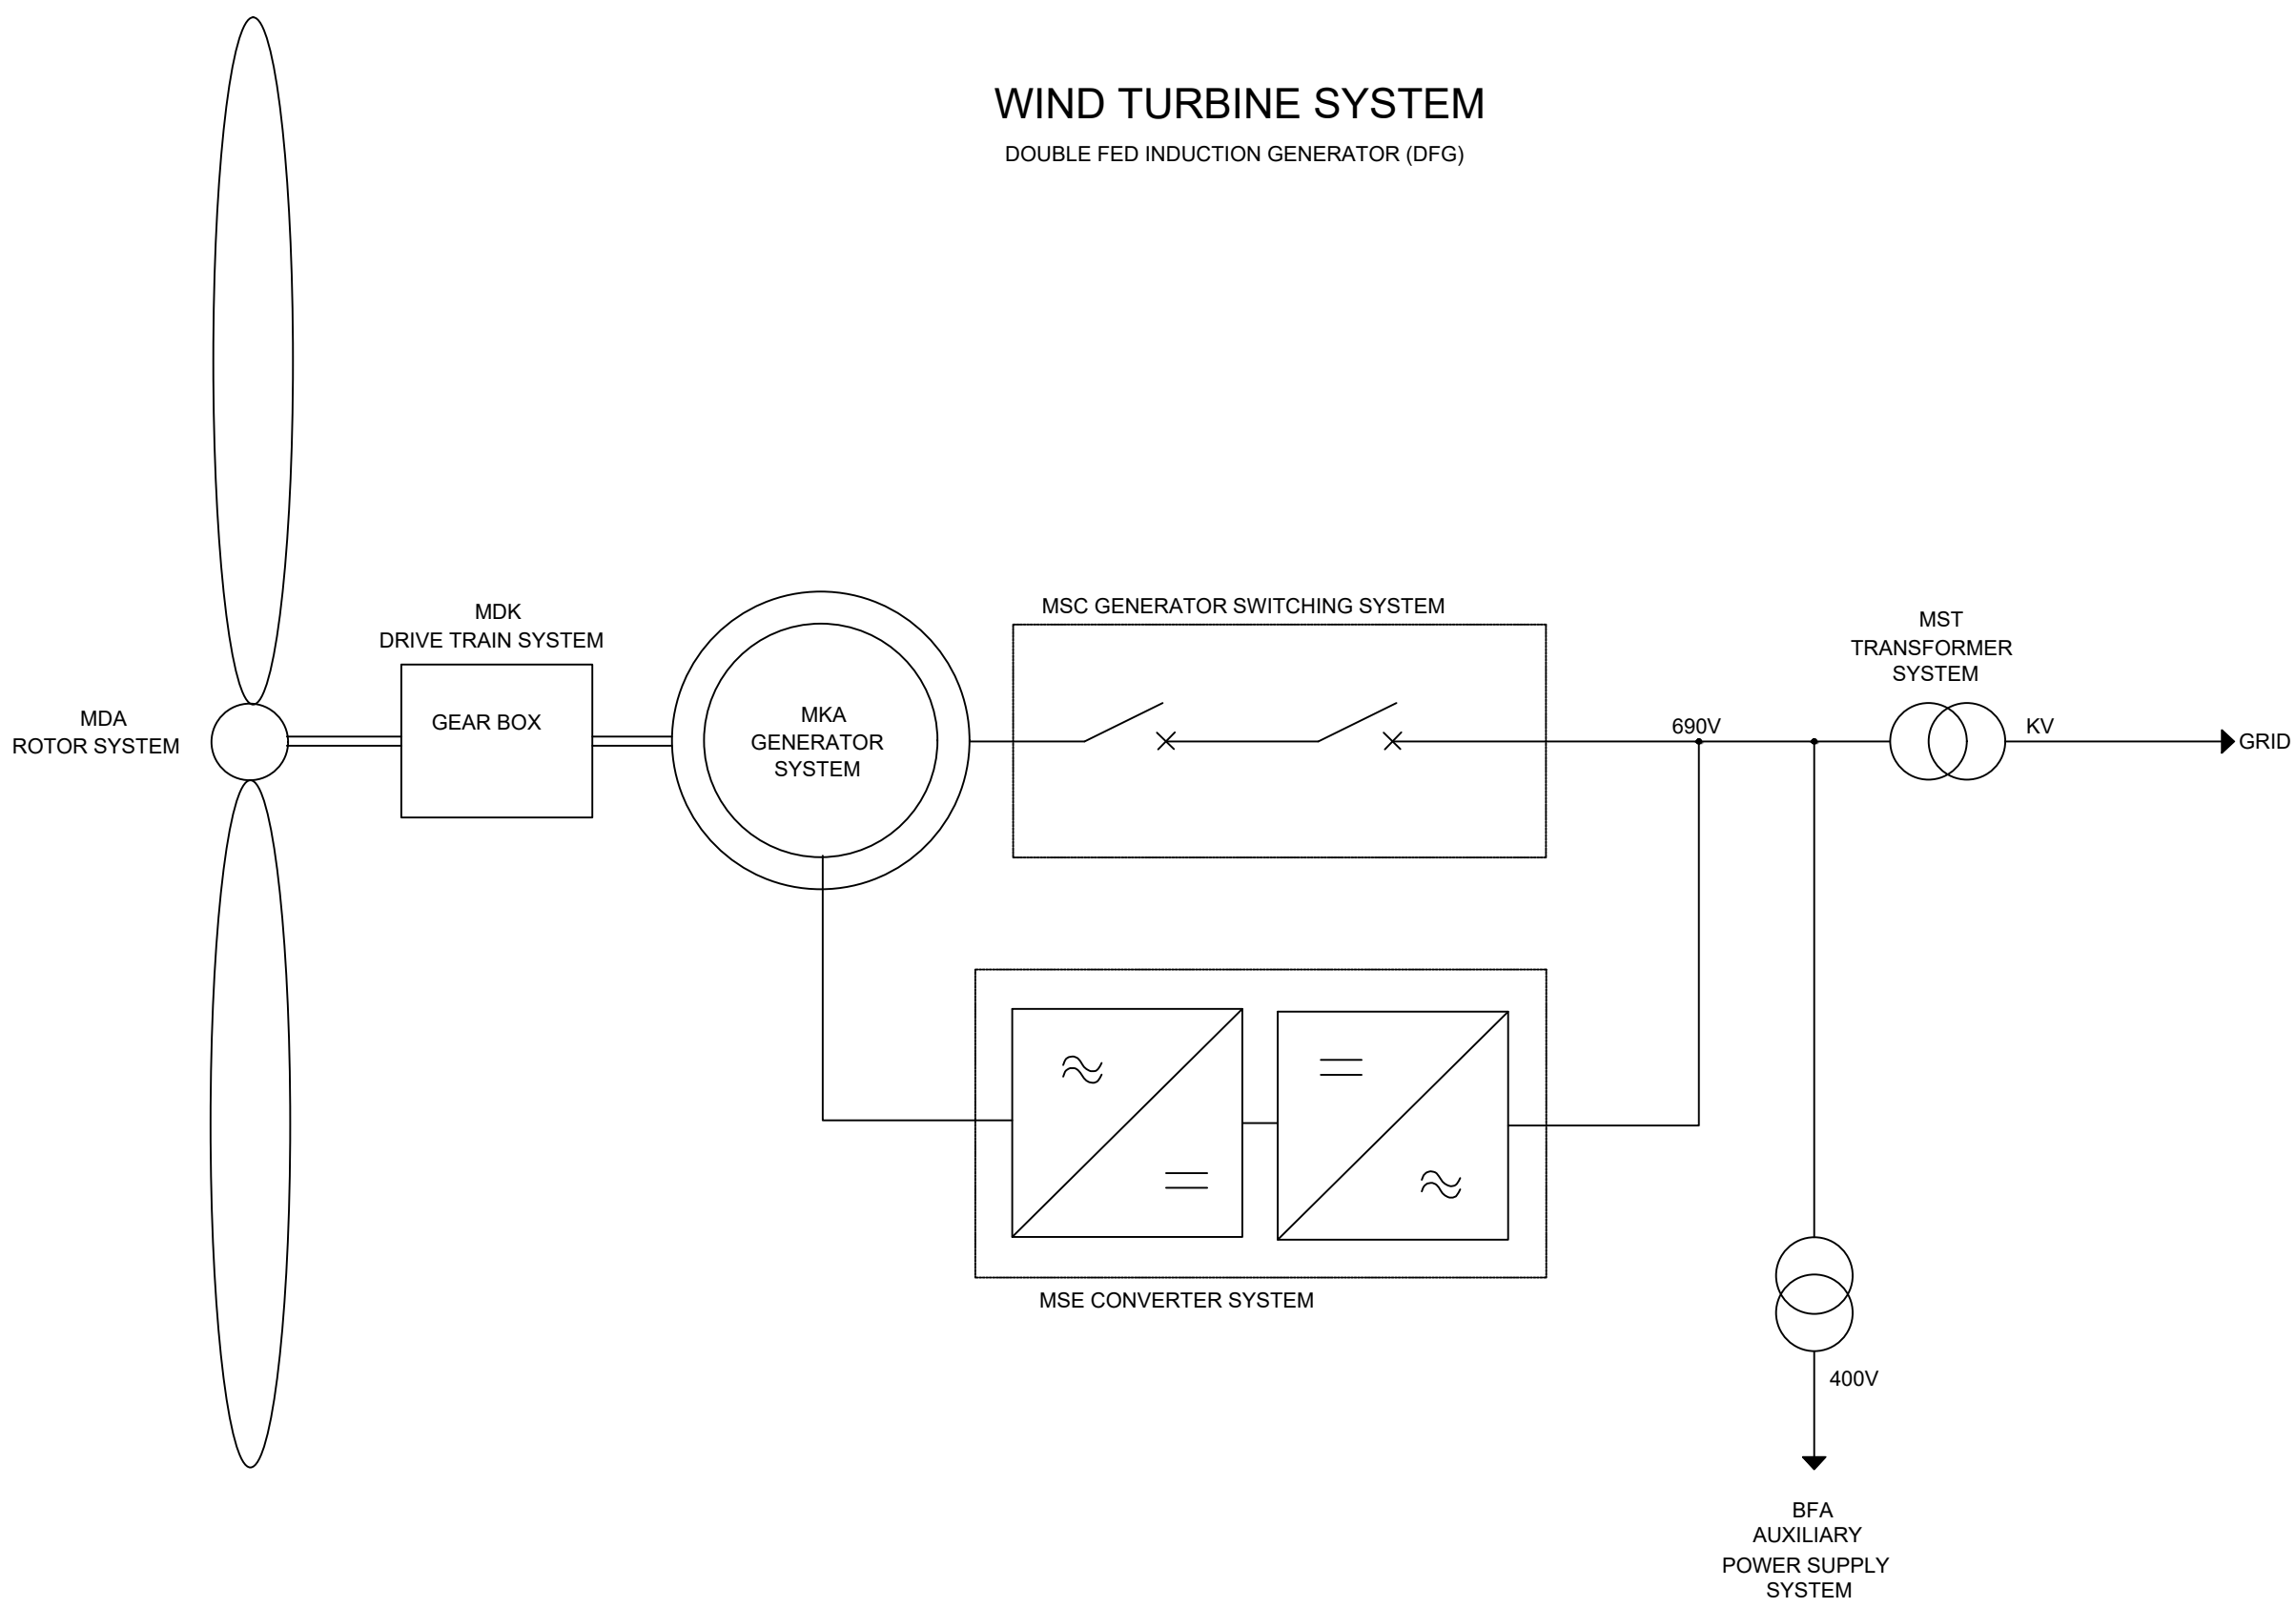 WIND TURBINE SYSTEM
DOUBLE FED INDUCTION GENERATOR (DFG)
MDA
ROTOR SYSTEM
MDK
DRIVE TRAIN SYSTEM
GEAR BOX
MKA
GENERATOR
SYSTEM
MSC GENERATOR SWITCHING SYSTEM
690V
MST
TRANSFORMER
SYSTEM
KV
GRID
MSE CONVERTER SYSTEM
400V
BFA
AUXILIARY
POWER SUPPLY
SYSTEM